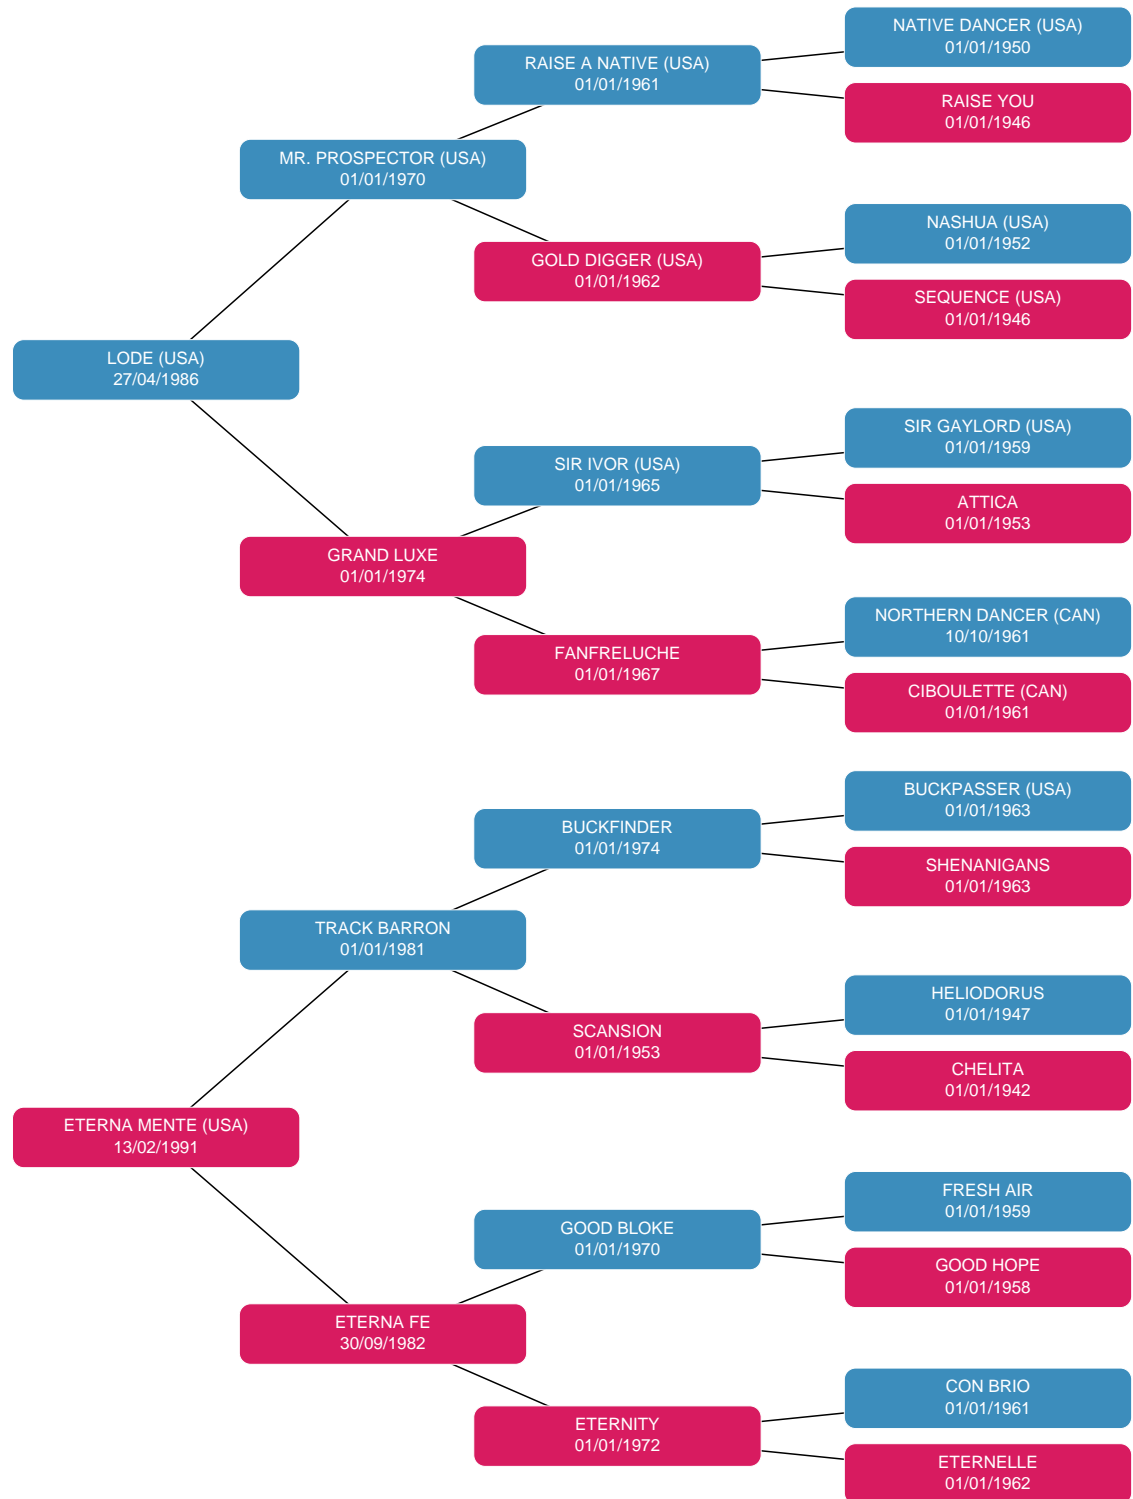 NATIVE DANCER (USA)
01/01/1950
RAISE A NATIVE (USA)
01/01/1961
RAISE YOU
01/01/1946
MR. PROSPECTOR (USA)
01/01/1970
NASHUA (USA)
01/01/1952
GOLD DIGGER (USA)
01/01/1962
SEQUENCE (USA)
01/01/1946
LODE (USA)
27/04/1986
SIR GAYLORD (USA)
01/01/1959
SIR IVOR (USA)
01/01/1965
ATTICA
01/01/1953
GRAND LUXE
01/01/1974
NORTHERN DANCER (CAN)
10/10/1961
FANFRELUCHE
01/01/1967
CIBOULETTE (CAN)
01/01/1961
BUCKPASSER (USA)
01/01/1963
BUCKFINDER
01/01/1974
SHENANIGANS
01/01/1963
TRACK BARRON
01/01/1981
HELIODORUS
01/01/1947
SCANSION
01/01/1953
CHELITA
01/01/1942
ETERNA MENTE (USA)
13/02/1991
FRESH AIR
01/01/1959
GOOD BLOKE
01/01/1970
GOOD HOPE
01/01/1958
ETERNA FE
30/09/1982
CON BRIO
01/01/1961
ETERNITY
01/01/1972
ETERNELLE
01/01/1962